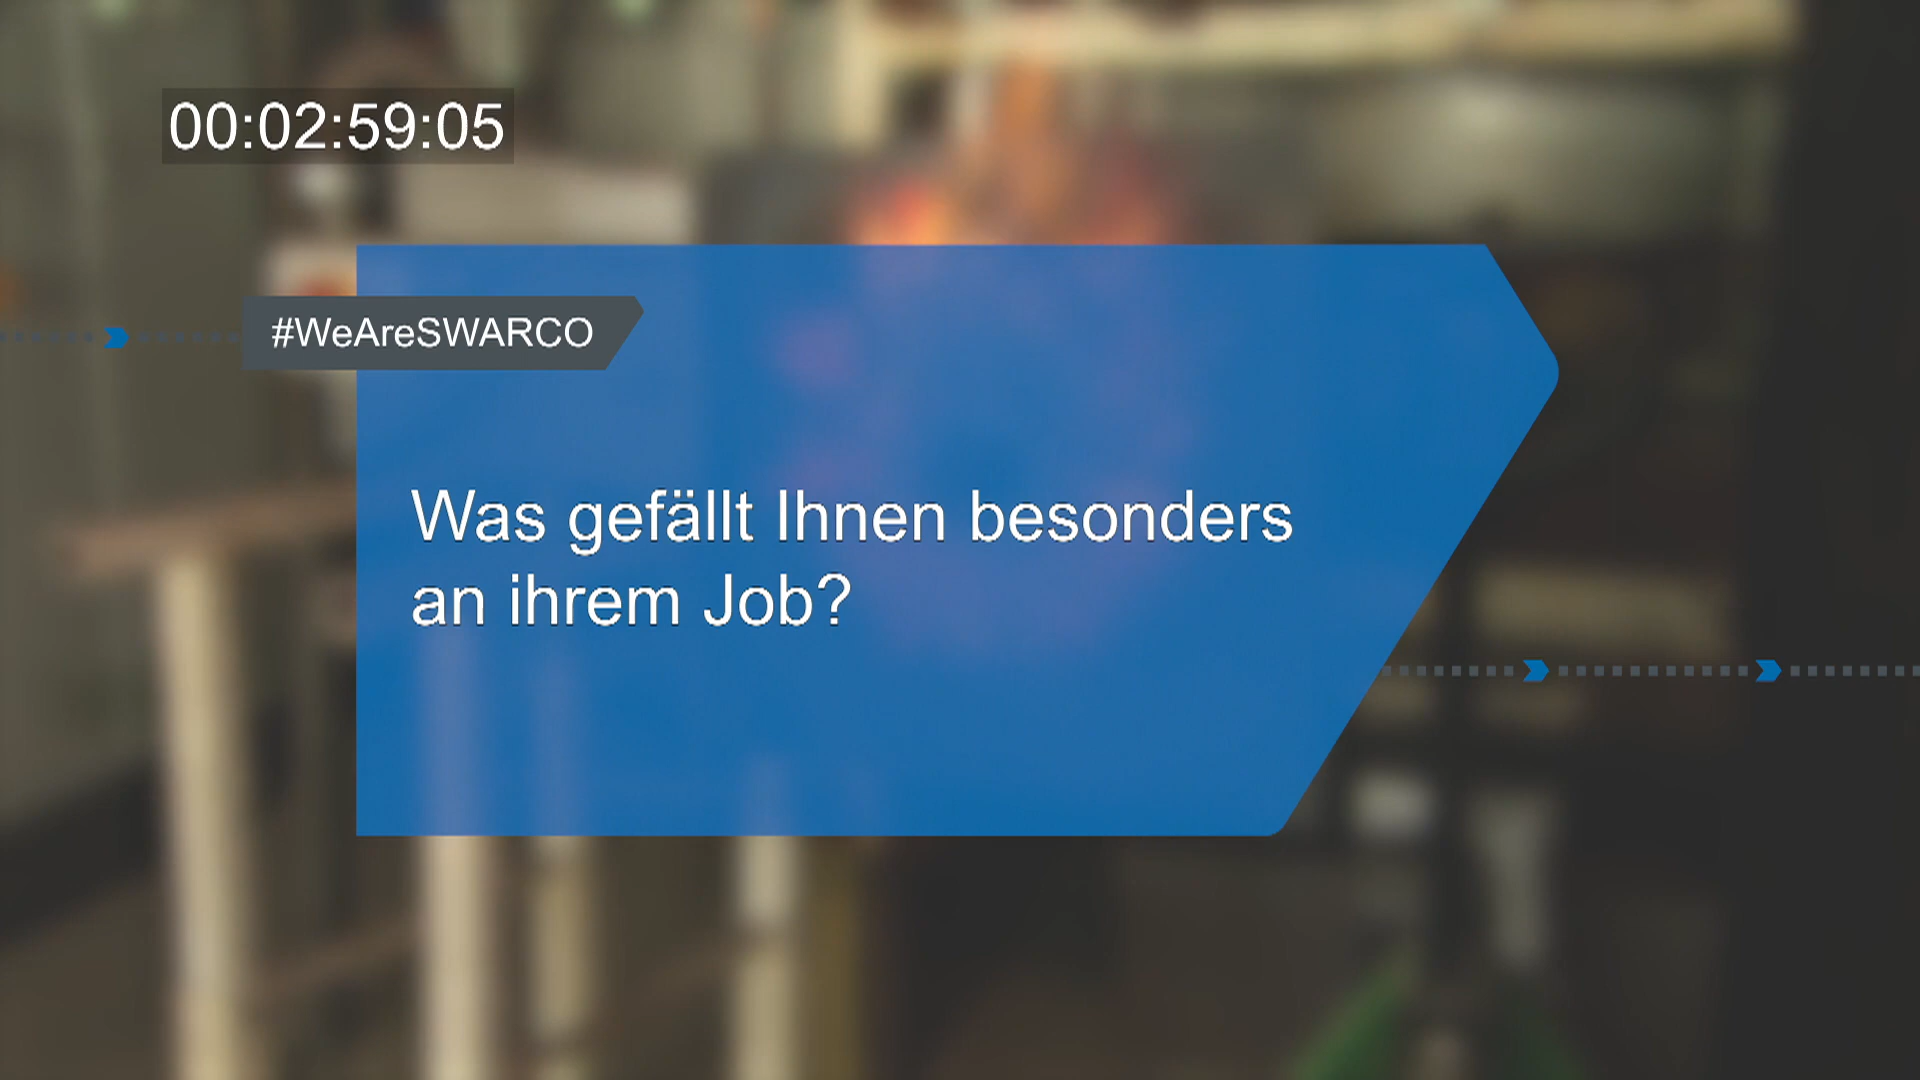 00:02:59:05
#WeAreSWARCO
Was gefällt Ihnen besonders
an ihrem Job?